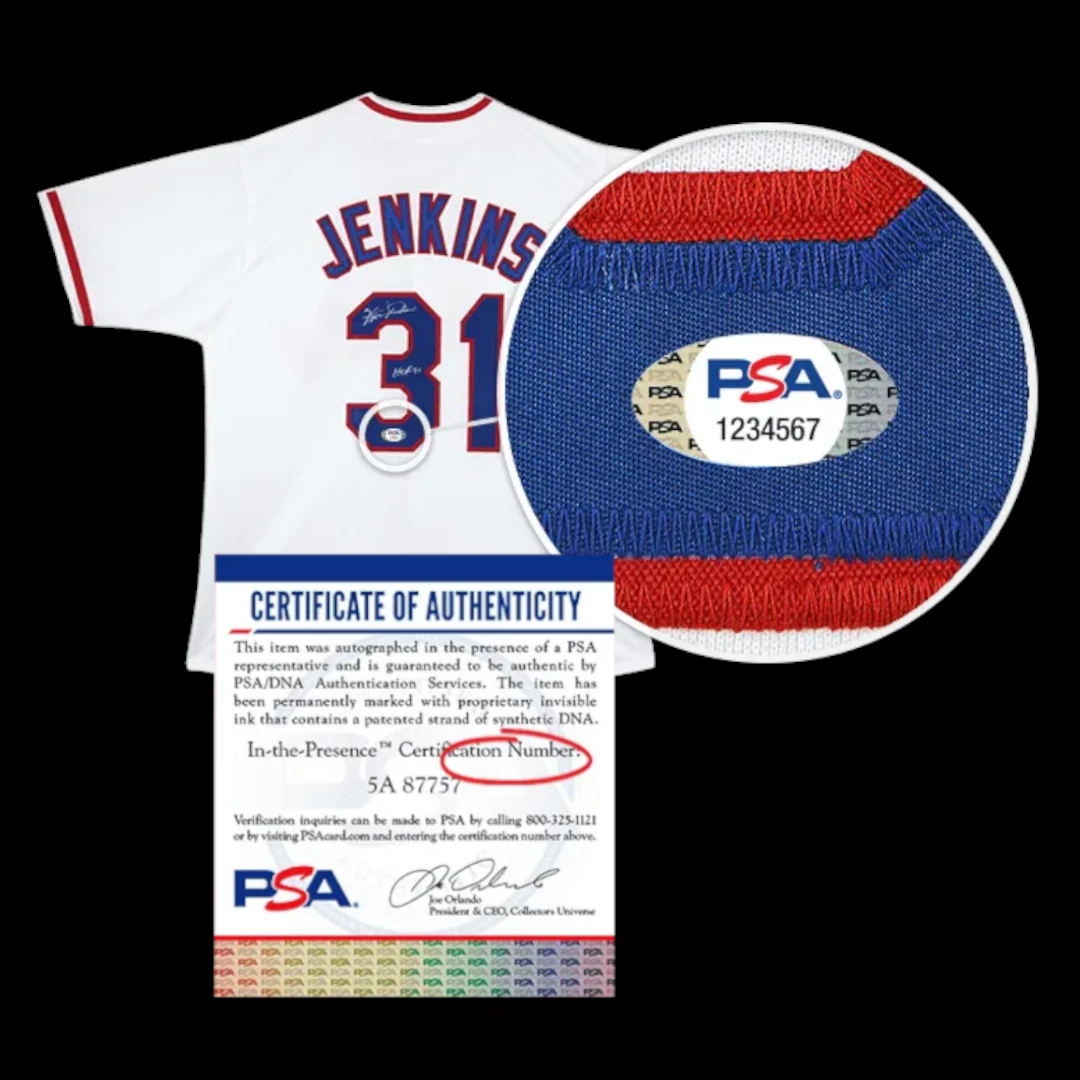 JENKINS
31
HOF 91
PSA®
1234567
CERTIFICATE OF AUTHENTICITY
This item was autographed in the presence of a PSA
representative and is guaranteed to be authentic by
PSA/DNA Authentication Services. The item has
been permanently marked with proprietary invisible
ink that contains a patented strand of synthetic DNA.
In-the-Presence™ Certification Number:
5A 87757
Verification inquiries can be made to PSA by calling 800-325-1121
or by visiting PSAcard.com and entering the certification number above.
PSA®
Joe Orlando
President & CEO, Collectors Universe